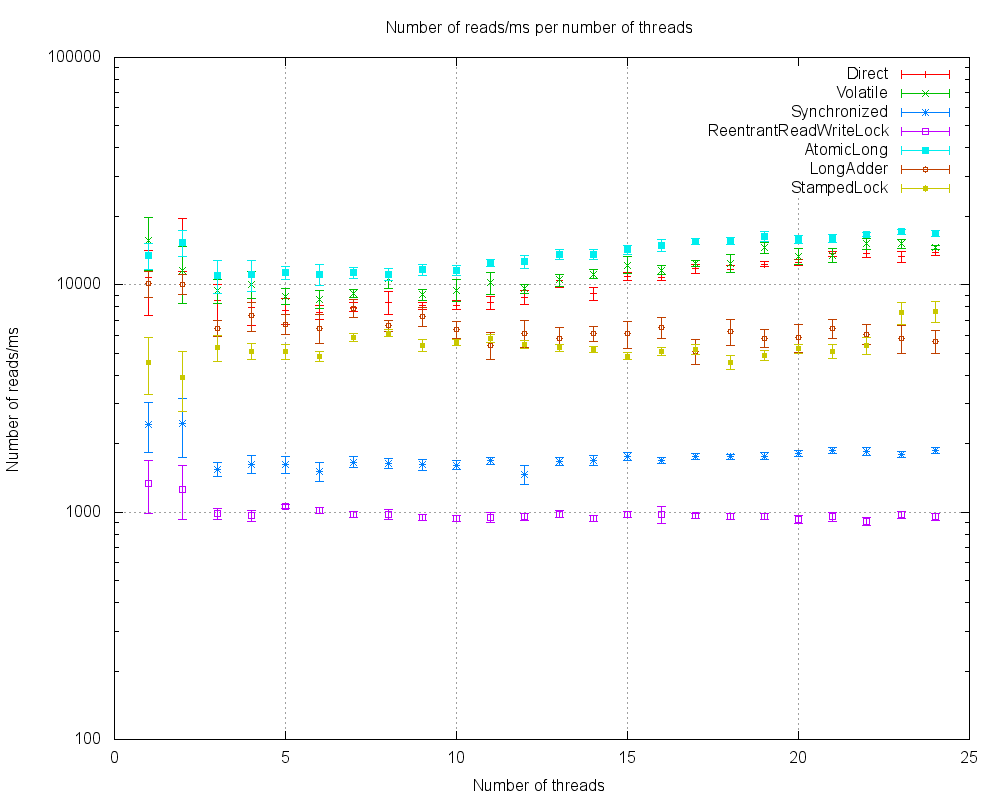 Number of reads/ms per number of threads
100000
10000
1000
100
Number of reads/ms
Direct
Volatile
Synchronized
ReentrantReadWriteLock
AtomicLong
LongAdder
StampedLock
0 5 10 15 20 25
Number of threads